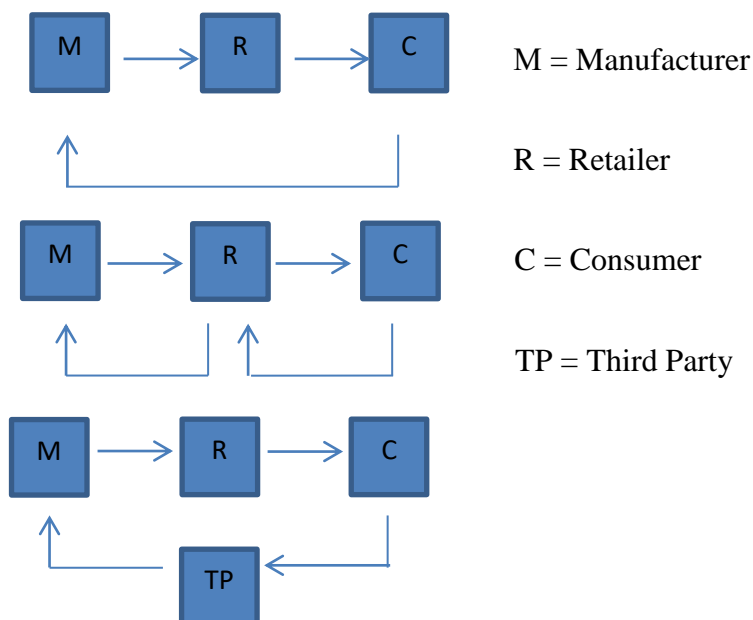 M R C
M = Manufacturer
R = Retailer
M R C
C = Consumer
TP = Third Party
M R C
TP